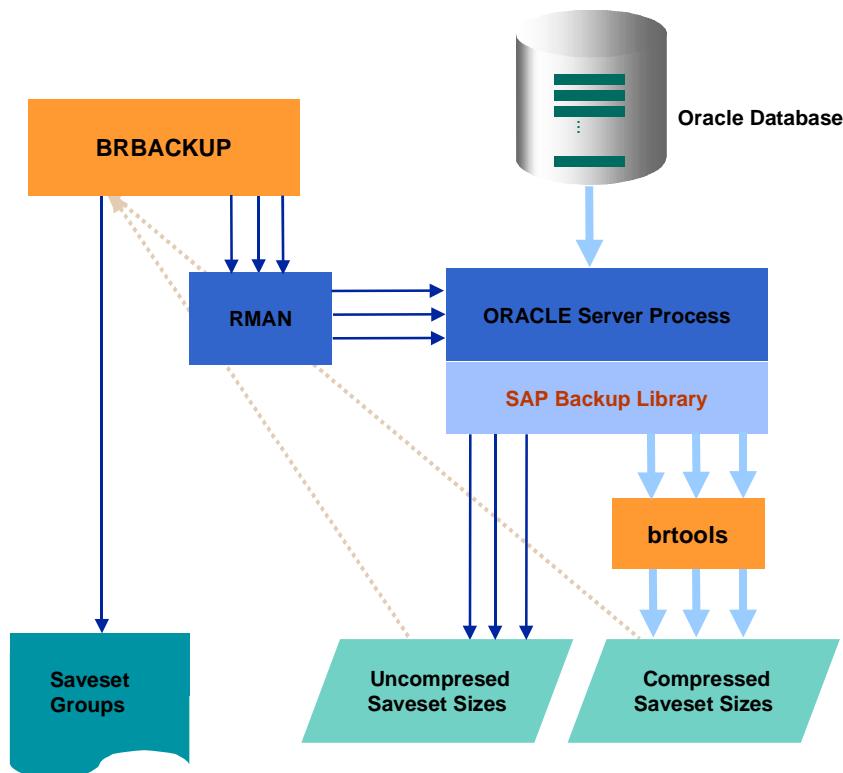 Oracle Database
BRBACKUP
RMAN
ORACLE Server Process
SAP Backup Library
brtools
Saveset
Groups
Uncompresed
Saveset Sizes
Compressed
Saveset Sizes